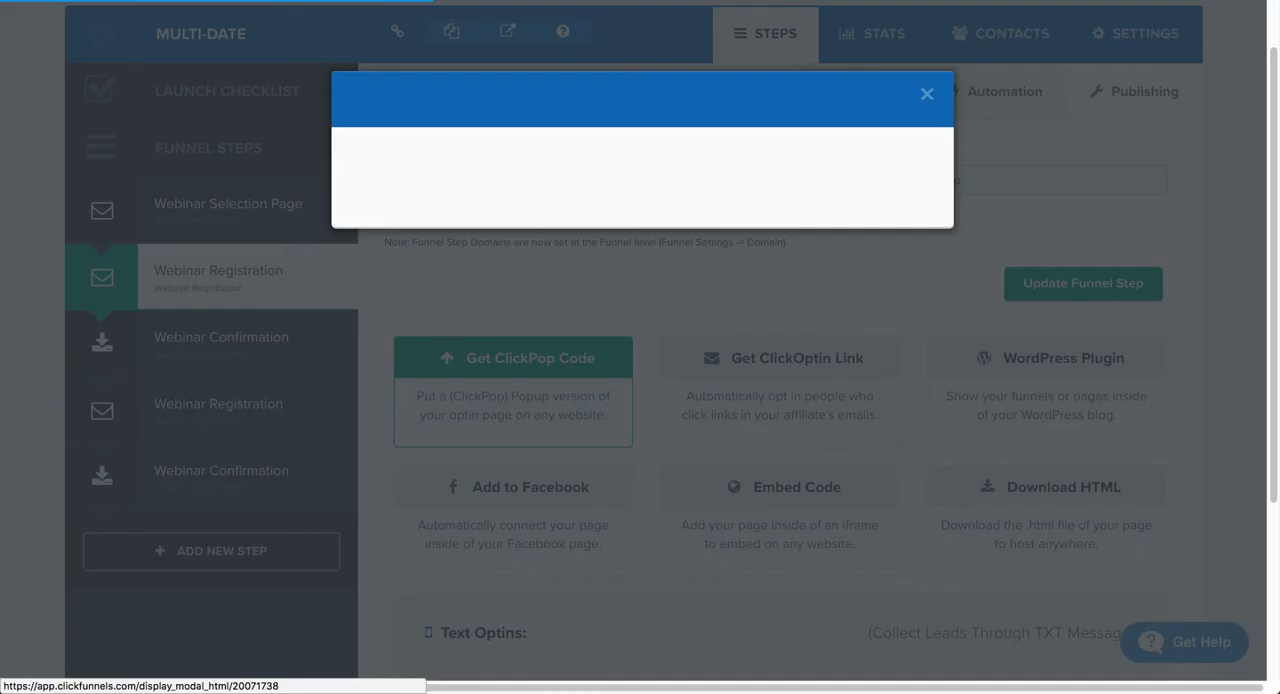 MULTI-DATE
STEPS
STATS
CONTACTS
SETTINGS
LAUNCH CHECKLIST
Automation
Publishing
FUNNEL STEPS
Webinar Selection Page
Note: Funnel Step Domains are now set at the Funnel level (Funnel Settings -> Domain)
Webinar Registration
Webinar Registration
Update Funnel Step
Webinar Confirmation
Get ClickPop Code
Get ClickOptin Link
WordPress Plugin
Put a (ClickPop) Popup version of
your optin page on any website.
Automatically opt in people who
click links in your affiliate's emails.
Show your funnels or pages inside
of your WordPress blog.
Webinar Registration
Webinar Confirmation
Add to Facebook
Embed Code
Download HTML
Automatically connect your page
inside of your Facebook page.
Add your page inside of an iframe
to embed on any website.
Download the .html file of your page
to host anywhere.
+ ADD NEW STEP
Text Optins:
(Collect Leads Through TXT Messag
Get Help
https://app.clickfunnels.com/display_modal_html/20071738